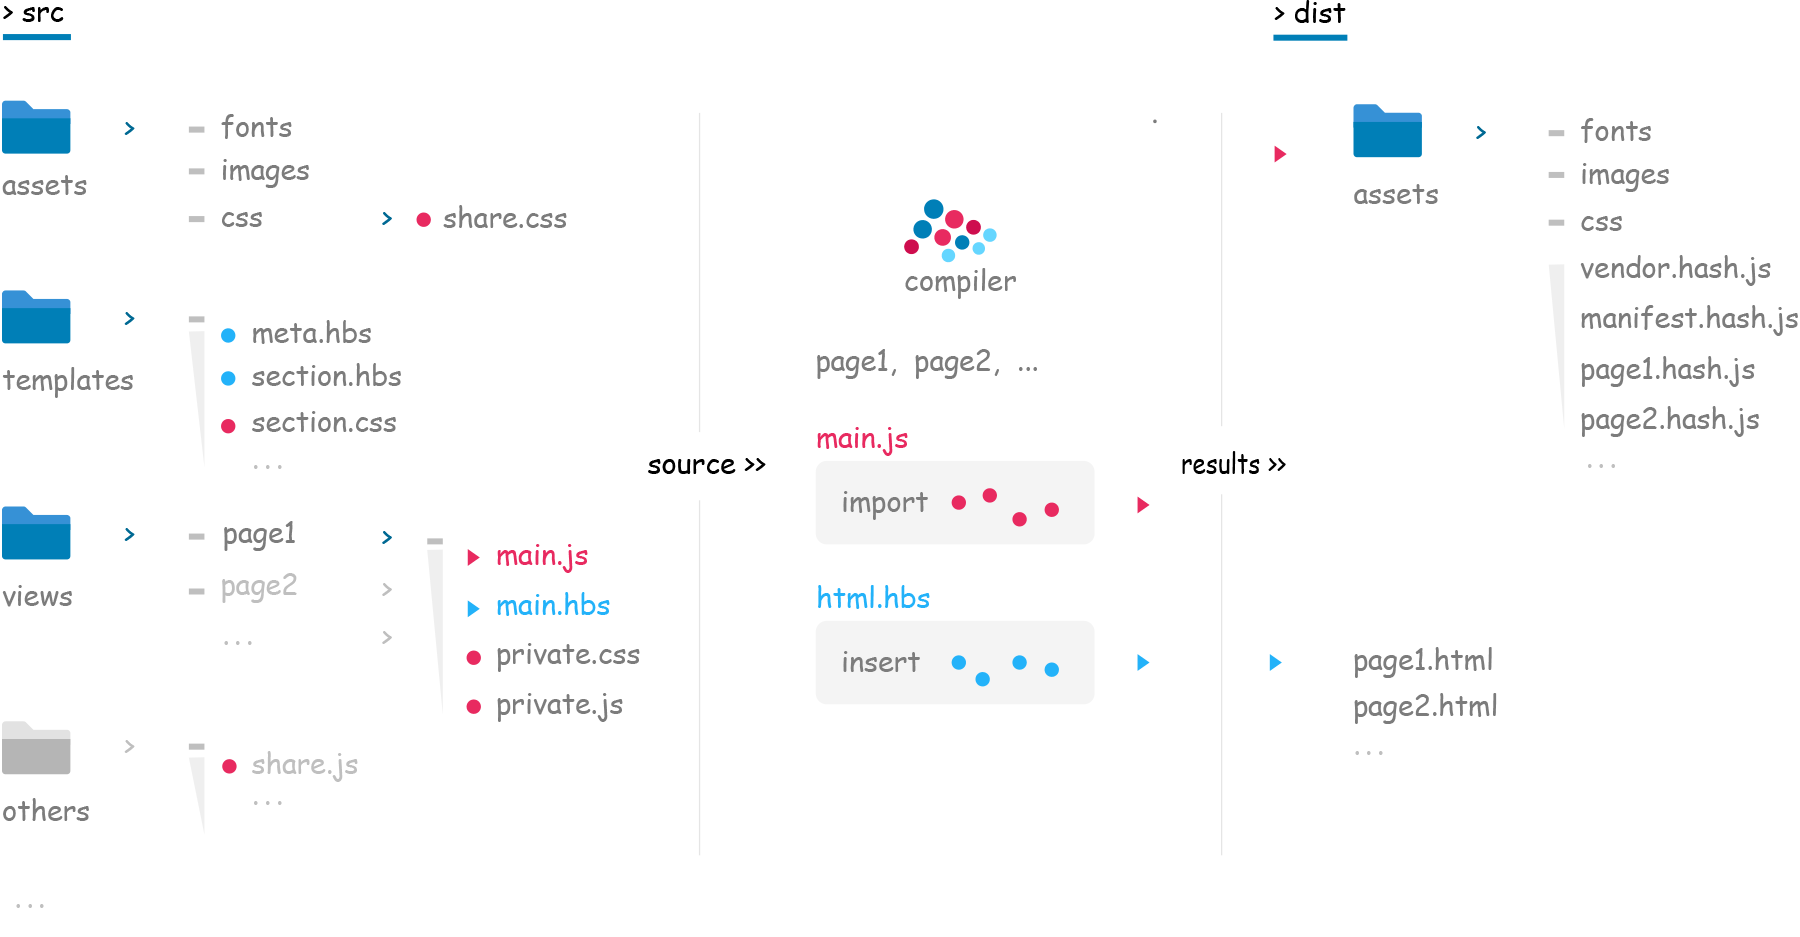 > src
assets
> - fonts
- images
- css > share.css
templates
> - meta.hbs
section.hbs
section.css
...
views
> - page1 >
- page2 >
... >
- main.js
main.hbs
private.css
private.js
others
> - share.js
...
...
source >>
compiler
page1, page2, ...
main.js
import
html.hbs
insert
results >>
> dist
assets
> - fonts
- images
- css
vendor.hash.js
manifest.hash.js
page1.hash.js
page2.hash.js
...
page1.html
page2.html
...